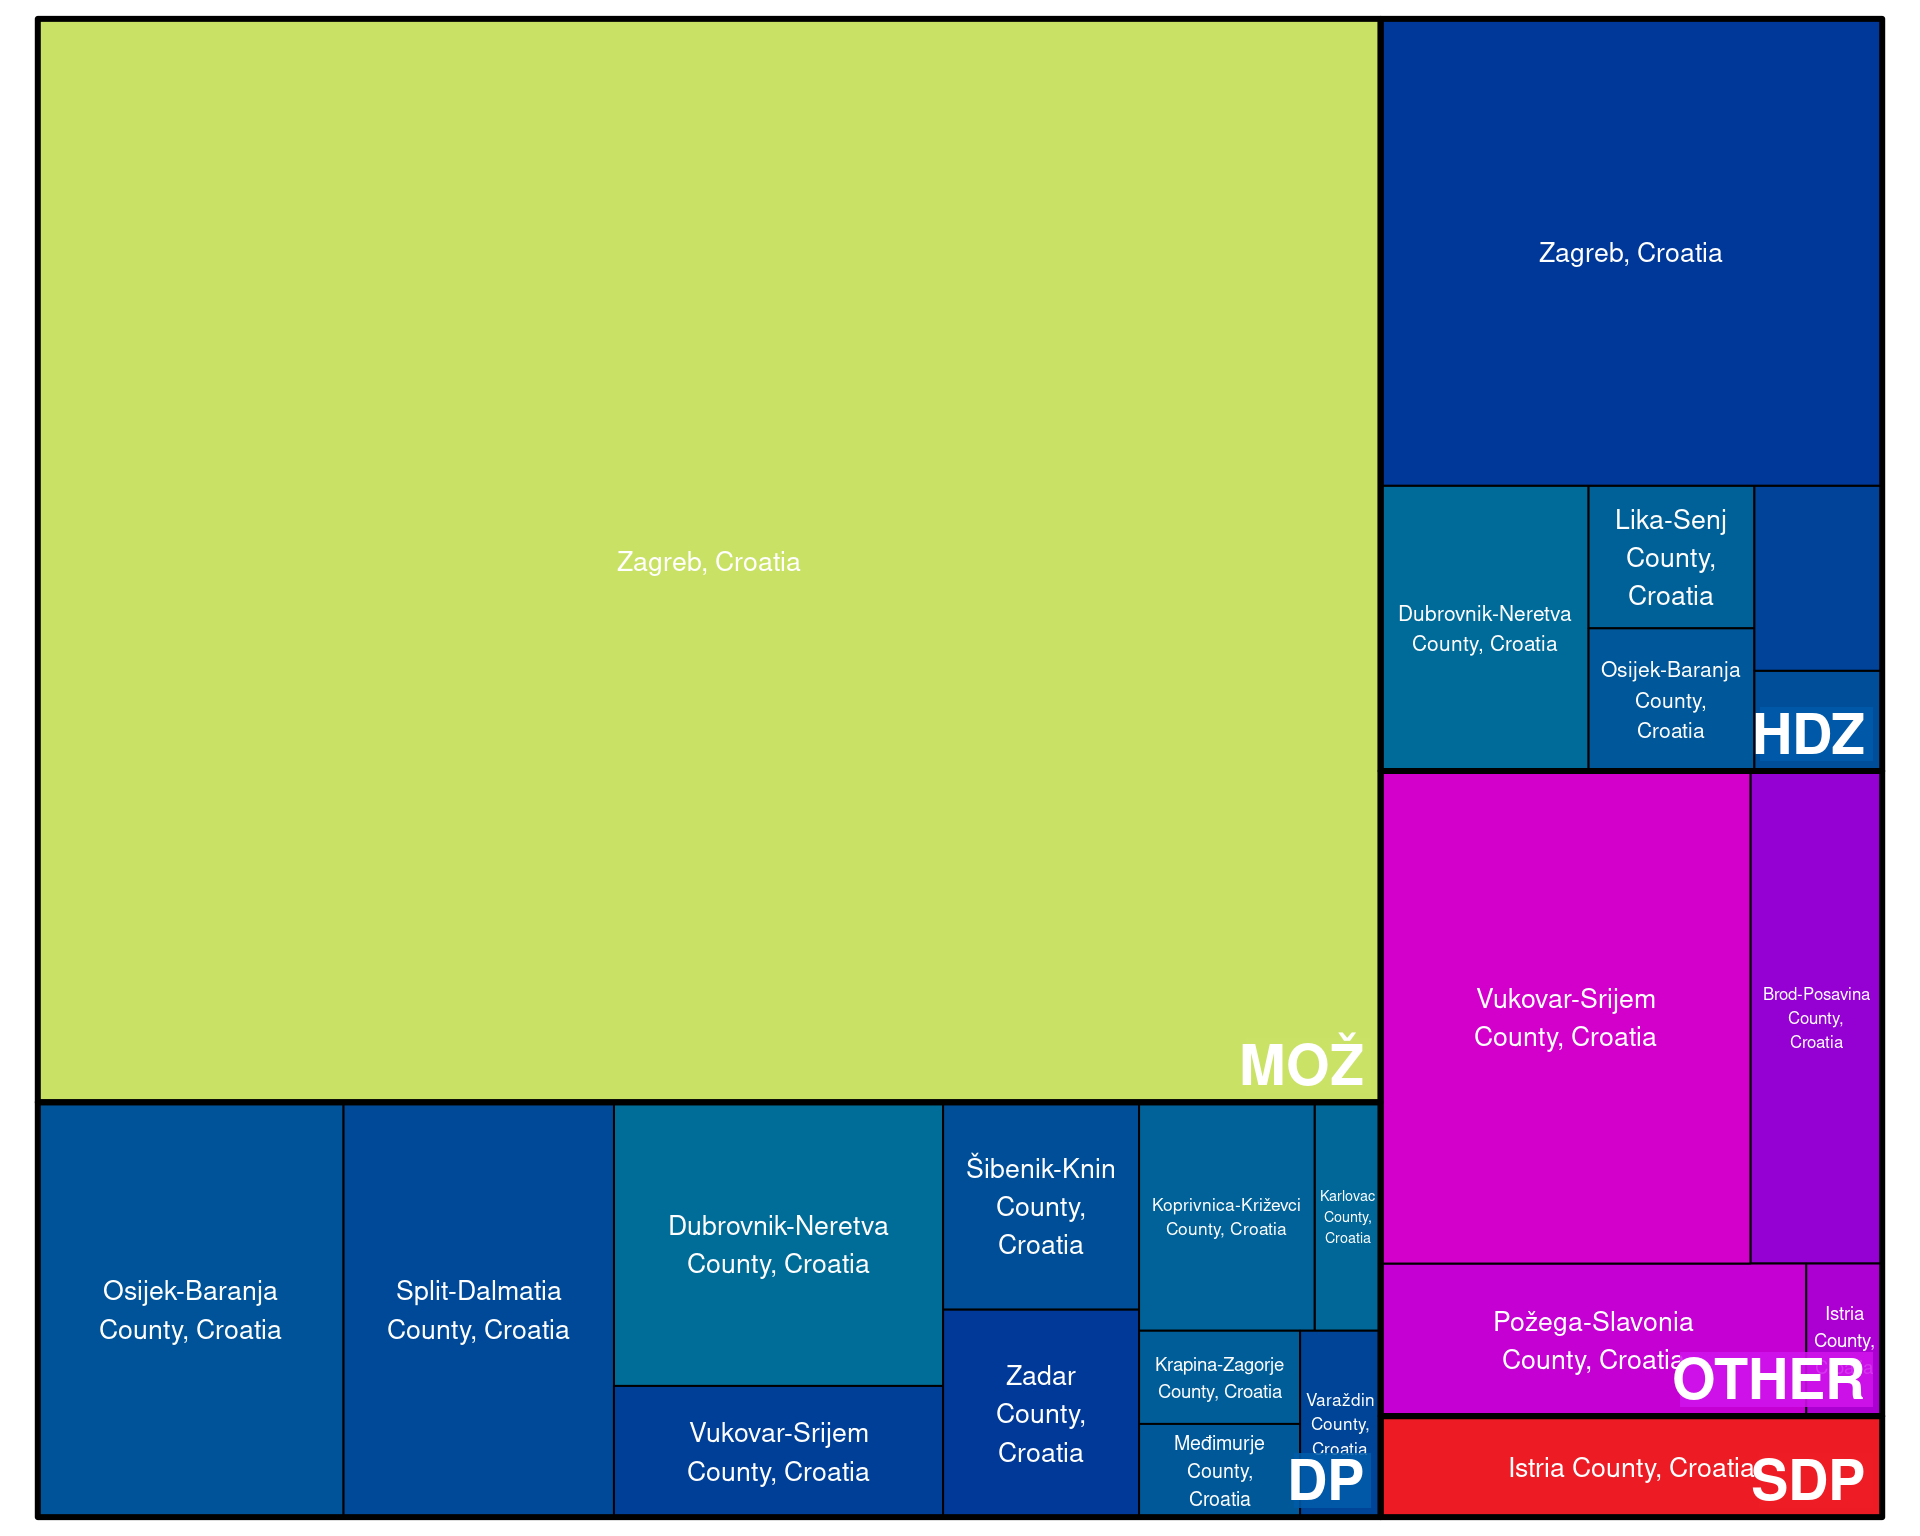 Zagreb, Croatia
MOŽ
Zagreb, Croatia
Dubrovnik-Neretva
County, Croatia
Lika-Senj
County,
Croatia
Osijek-Baranja
County,
Croatia
HDZ
Vukovar-Srijem
County, Croatia
Brod-Posavina
County,
Croatia
Požega-Slavonia
County, Croatia
Istria
County,
OTHER
Istria County, Croatia
SDP
Osijek-Baranja
County, Croatia
Split-Dalmatia
County, Croatia
Dubrovnik-Neretva
County, Croatia
Vukovar-Srijem
County, Croatia
Šibenik-Knin
County,
Croatia
Zadar
County,
Croatia
Koprivnica-Križevci
County, Croatia
Karlovac
County,
Croatia
Krapina-Zagorje
County, Croatia
Međimurje
County,
Croatia
Varaždin
County,
Croatia
DP